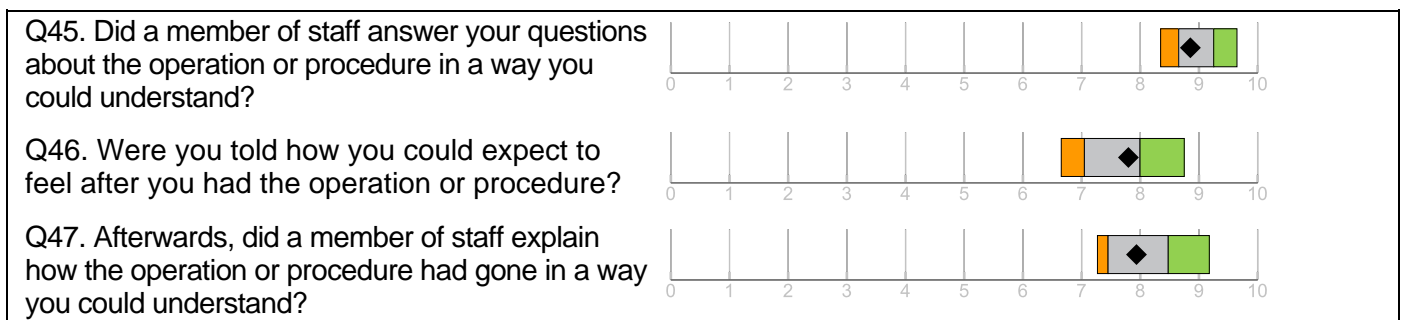 Q45. Did a member of staff answer your questions
about the operation or procedure in a way you
could understand?
0 1 2 3 4 5 6 7 8 9 10
Q46. Were you told how you could expect to
feel after you had the operation or procedure?
0 1 2 3 4 5 6 7 8 9 10
Q47. Afterwards, did a member of staff explain
how the operation or procedure had gone in a way
you could understand?
0 1 2 3 4 5 6 7 8 9 10